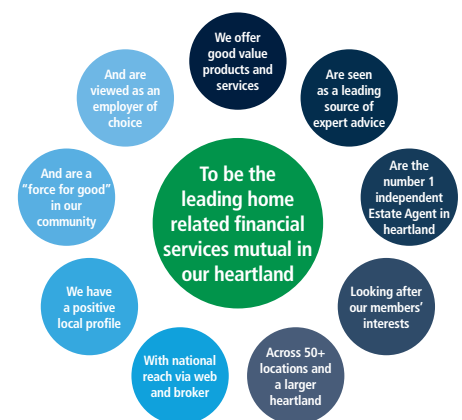 We offer
good value
products and
services
Are seen
as a leading
source of
expert advice
Are the
number 1
independent
Estate Agent in
heartland
Looking after
our members'
interests
Across 50+
locations and
a larger
heartland
With national
reach via web
and broker
We have
a positive
local profile
And are a
"force for good"
in our
community
And are
viewed as an
employer of
choice
To be the
leading home
related financial
services mutual in
our heartland